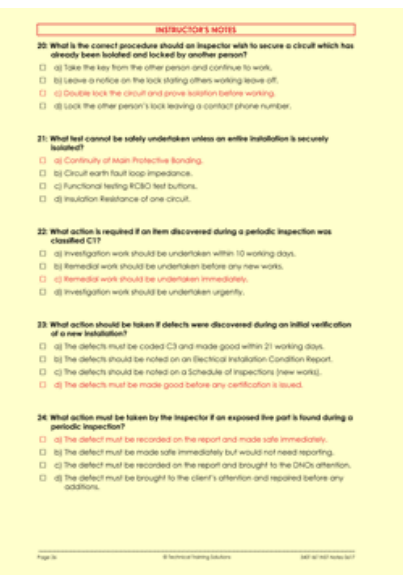 INSTRUCTOR'S NOTES
20: What is the correct procedure should an inspector wish to secure a circuit which has
already been isolated and locked by another person?
☐ a) Take the key from the other person and continue to work.
☐ b) Leave a notice on the lock stating others working leave off.
☐ c) Double lock the circuit and prove isolation before working.
☐ d) Lock the other person's lock leaving a contact phone number.
21: What test cannot be safely undertaken unless an entire installation is securely
isolated?
☐ a) Continuity of Main Protective Bonding.
☐ b) Circuit earth fault loop impedance.
☐ c) Functional testing RCBO test buttons.
☐ d) Insulation Resistance of one circuit.
22: What action is required if an item discovered during a periodic inspection was
classified C1?
☐ a) Investigation work should be undertaken within 10 working days.
☐ b) Remedial work should be undertaken before any new works.
☐ c) Remedial work should be undertaken immediately.
☐ d) Investigation work should be undertaken urgently.
23: What action should be taken if defects were discovered during an initial verification
of a new installation?
☐ a) The defects must be coded C3 and made good within 21 working days.
☐ b) The defects should be noted on an Electrical Installation Condition Report.
☐ c) The defects should be noted on a Schedule of Inspections (new works).
☐ d) The defects must be made good before any certification is issued.
24: What action must be taken by the inspector if an exposed live part is found during a
periodic inspection?
☐ a) The defect must be recorded on the report and made safe immediately.
☐ b) The defect must be made safe immediately but would not need reporting.
☐ c) The defect must be recorded on the report and brought to the DNOs attention.
☐ d) The defect must be brought to the client's attention and repaired before any
additions.
© Technical Training Solutions